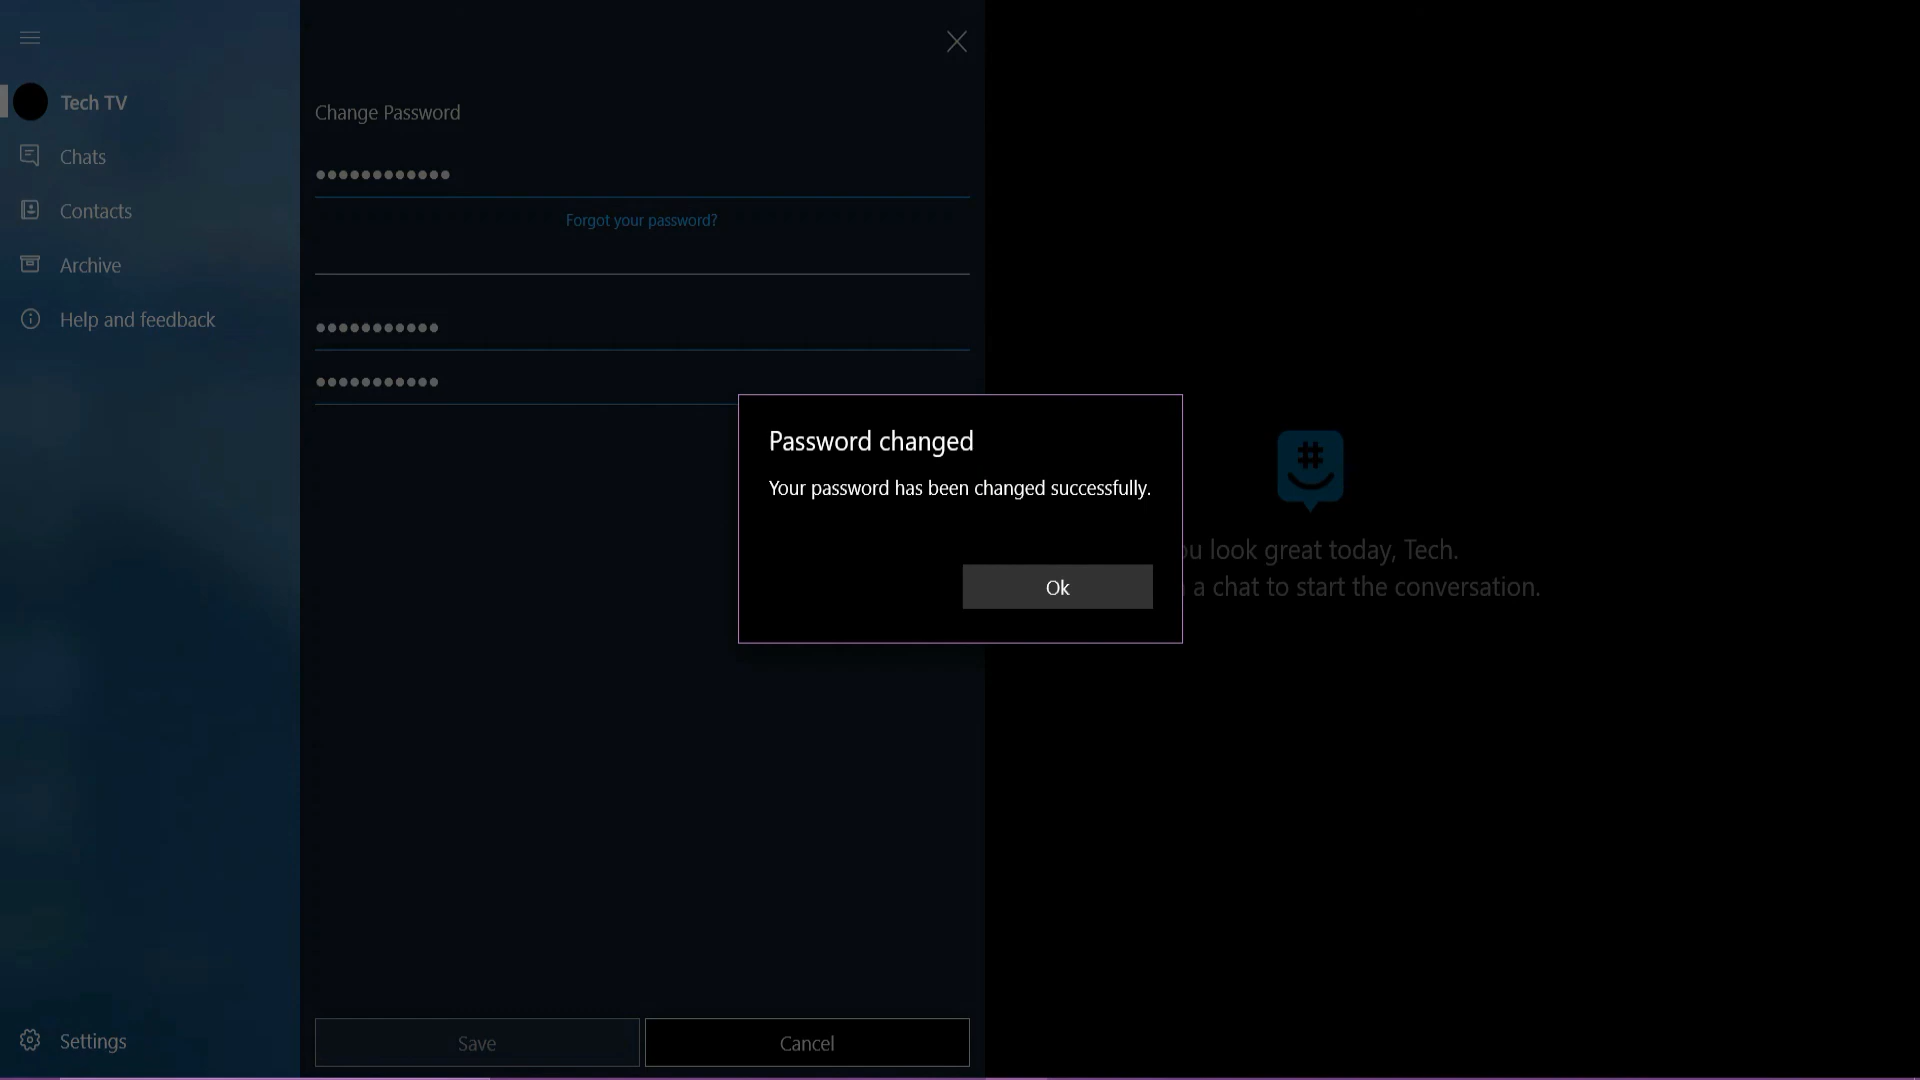 Tech TV
Chats
Contacts
Archive
Help and feedback
Settings
Change Password
••••••••••••
Forgot your password?
•••••••••••
•••••••••••
Save
Cancel
Password changed
Your password has been changed successfully.
Ok
#
look great today, Tech.
a chat to start the conversation.